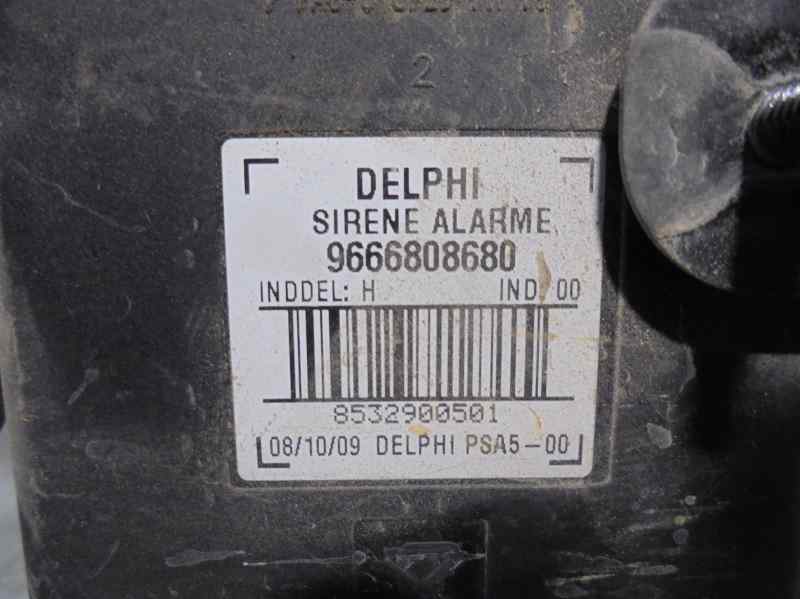 2
DELPHI
SIRENE ALARME
9666808680
INDDEL: H IND: 00
8532900501
08/10/09 DELPHI PSA5-00